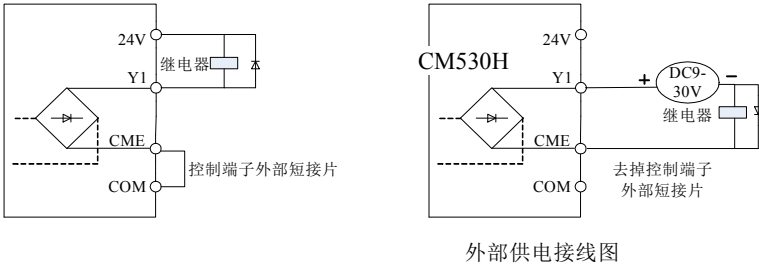 24V
继电器
Y1
CME
控制端子外部短接片
COM
24V
CM530H
Y1
+
DC9-
30V
−
继电器
CME
去掉控制端子
外部短接片
COM
外部供电接线图